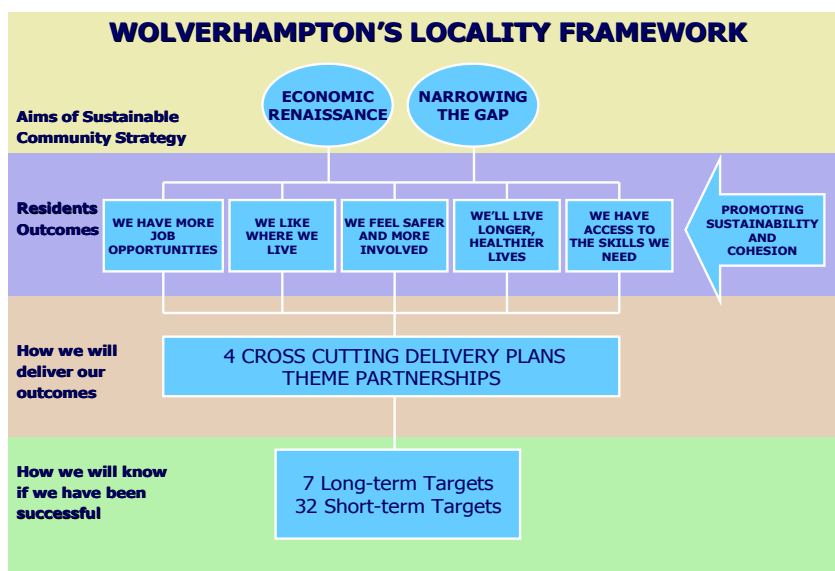 WOLVERHAMPTON'S LOCALITY FRAMEWORK
Aims of Sustainable
Community Strategy
ECONOMIC
RENAISSANCE
NARROWING
THE GAP
Residents
Outcomes
WE HAVE MORE
JOB
OPPORTUNITIES
WE LIKE
WHERE WE
LIVE
WE FEEL SAFER
AND MORE
INVOLVED
WE'LL LIVE
LONGER,
HEALTHIER
LIVES
WE HAVE
ACCESS TO
THE SKILLS WE
NEED
PROMOTING
SUSTAINABILITY
AND
COHESION
How we will
deliver our
outcomes
4 CROSS CUTTING DELIVERY PLANS
THEME PARTNERSHIPS
How we will know
if we have been
successful
7 Long-term Targets
32 Short-term Targets